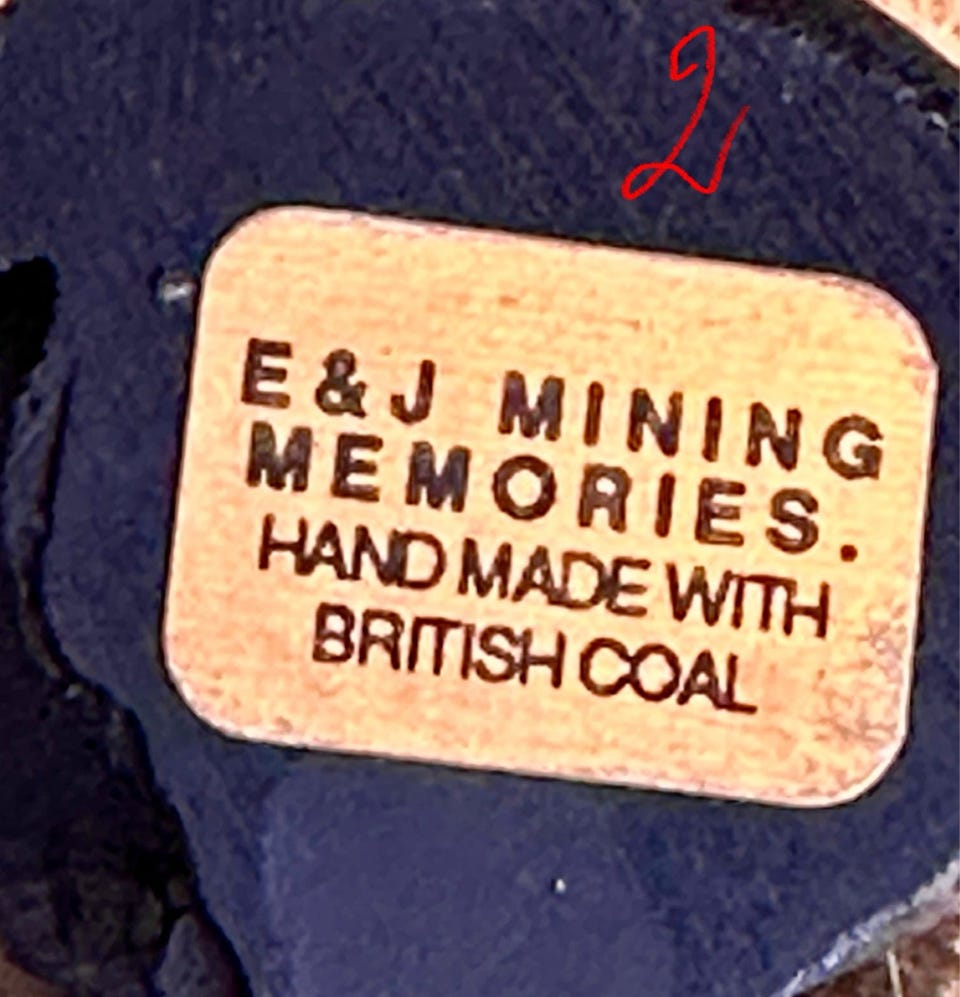 2
E&J MINING
MEMORIES.
HAND MADE WITH
BRITISH COAL